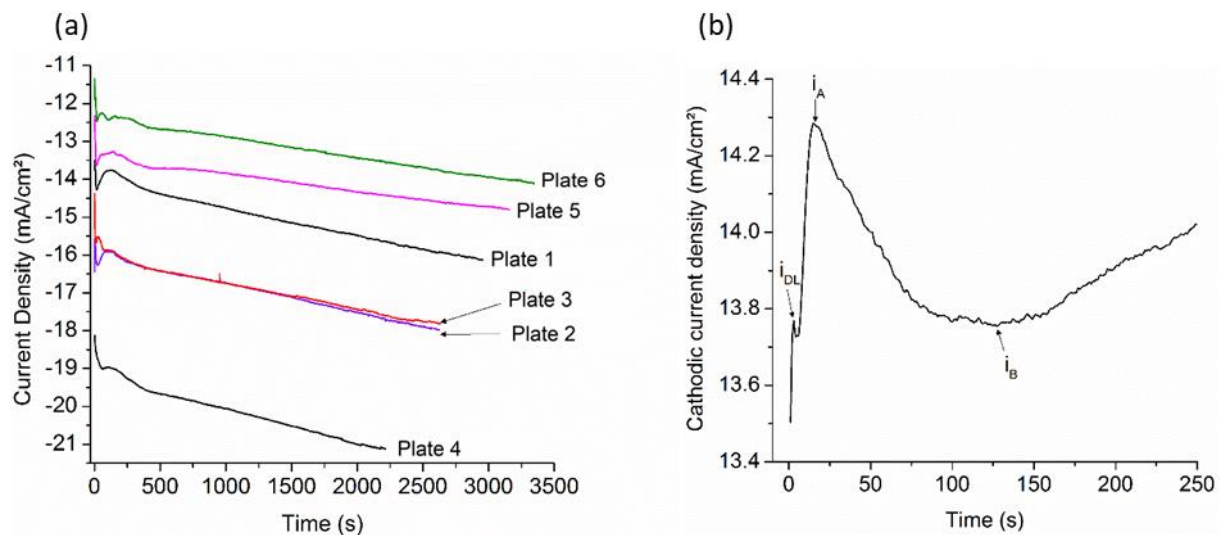 (a)
Current Density (mA/cm²)
-11
-12
-13
-14
-15
-16
-17
-18
-19
-20
-21
Plate 6
Plate 5
Plate 1
Plate 3
Plate 2
Plate 4
0 500 1000 1500 2000 2500 3000 3500
Time (s)
(b)
Cathodic current density (mA/cm²)
14.4
14.2
14.0
13.8
13.6
13.4
iA
iDL
iB
0 50 100 150 200 250
Time (s)